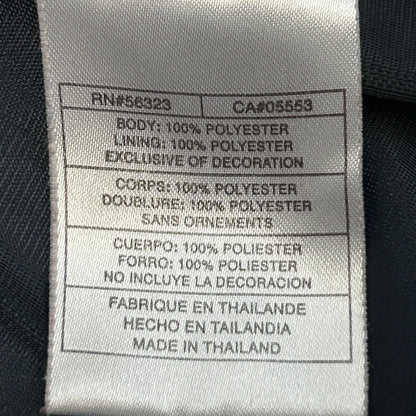 RN#56323 CA#05553
BODY: 100% POLYESTER
LINING: 100% POLYESTER
EXCLUSIVE OF DECORATION
CORPS: 100% POLYESTER
DOUBLURE: 100% POLYESTER
SANS ORNEMENTS
CUERPO: 100% POLIESTER
FORRO: 100% POLIESTER
NO INCLUYE LA DECORACION
FABRIQUE EN THAILANDE
HECHO EN TAILANDIA
MADE IN THAILAND